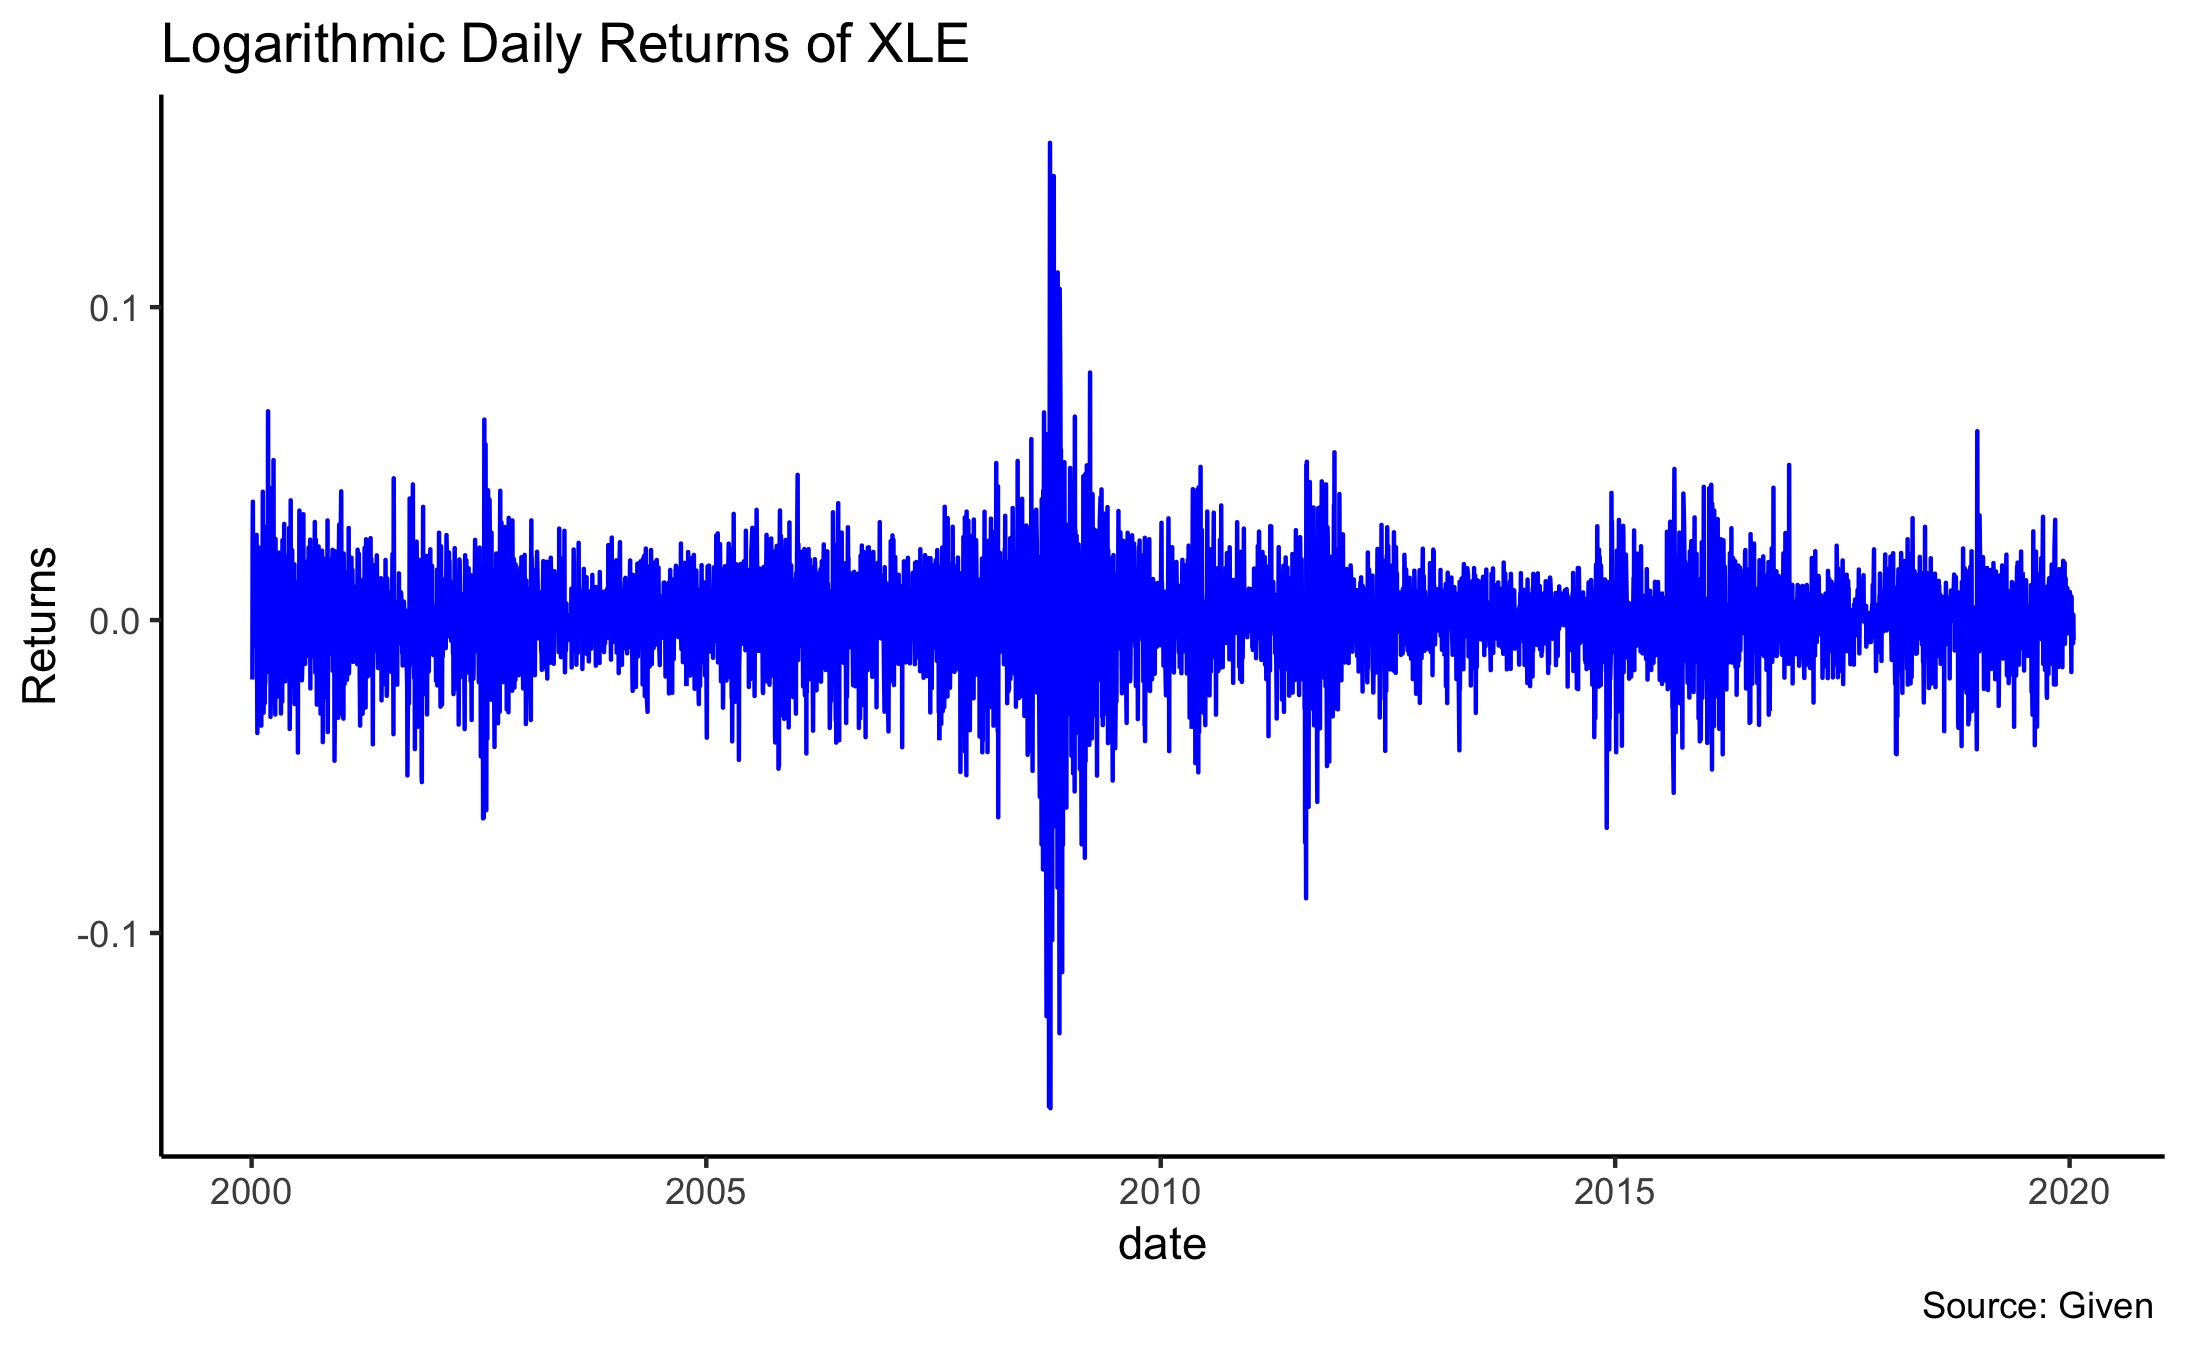 Logarithmic Daily Returns of XLE
Returns
0.1
0.0
-0.1
2000 2005 2010 2015 2020
date
Source: Given